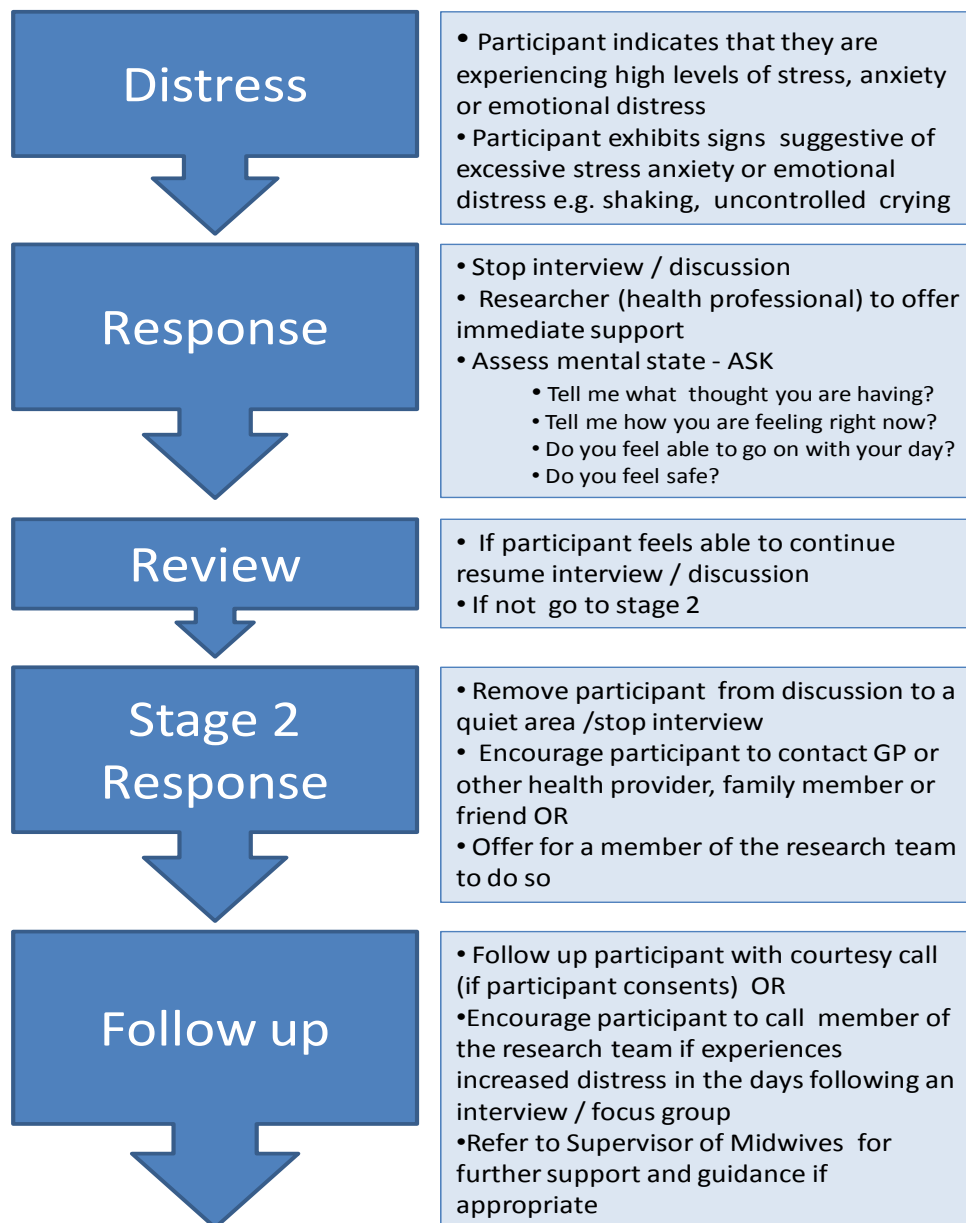 Distress
• Participant indicates that they are
experiencing high levels of stress, anxiety
or emotional distress
• Participant exhibits signs suggestive of
excessive stress anxiety or emotional
distress e.g. shaking, uncontrolled crying
Response
• Stop interview / discussion
• Researcher (health professional) to offer
immediate support
• Assess mental state - ASK
• Tell me what thought you are having?
• Tell me how you are feeling right now?
• Do you feel able to go on with your day?
• Do you feel safe?
Review
• If participant feels able to continue
resume interview / discussion
• If not go to stage 2
Stage 2
Response
• Remove participant from discussion to a
quiet area /stop interview
• Encourage participant to contact GP or
other health provider, family member or
friend OR
• Offer for a member of the research team
to do so
Follow up
• Follow up participant with courtesy call
(if participant consents) OR
•Encourage participant to call member of
the research team if experiences
increased distress in the days following an
interview / focus group
•Refer to Supervisor of Midwives for
further support and guidance if
appropriate